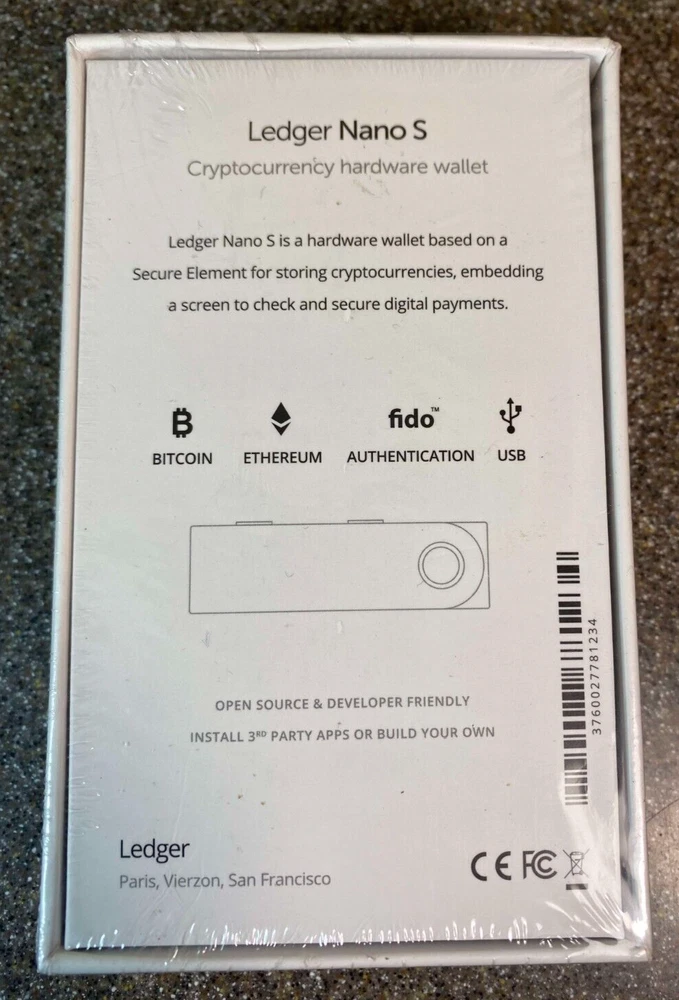 Ledger Nano S
Cryptocurrency hardware wallet
Ledger Nano S is a hardware wallet based on a
Secure Element for storing cryptocurrencies, embedding
a screen to check and secure digital payments.
fido™
BITCOIN ETHEREUM AUTHENTICATION USB
3760027781234
OPEN SOURCE & DEVELOPER FRIENDLY
INSTALL 3RD PARTY APPS OR BUILD YOUR OWN
Ledger
Paris, Vierzon, San Francisco
CE FC